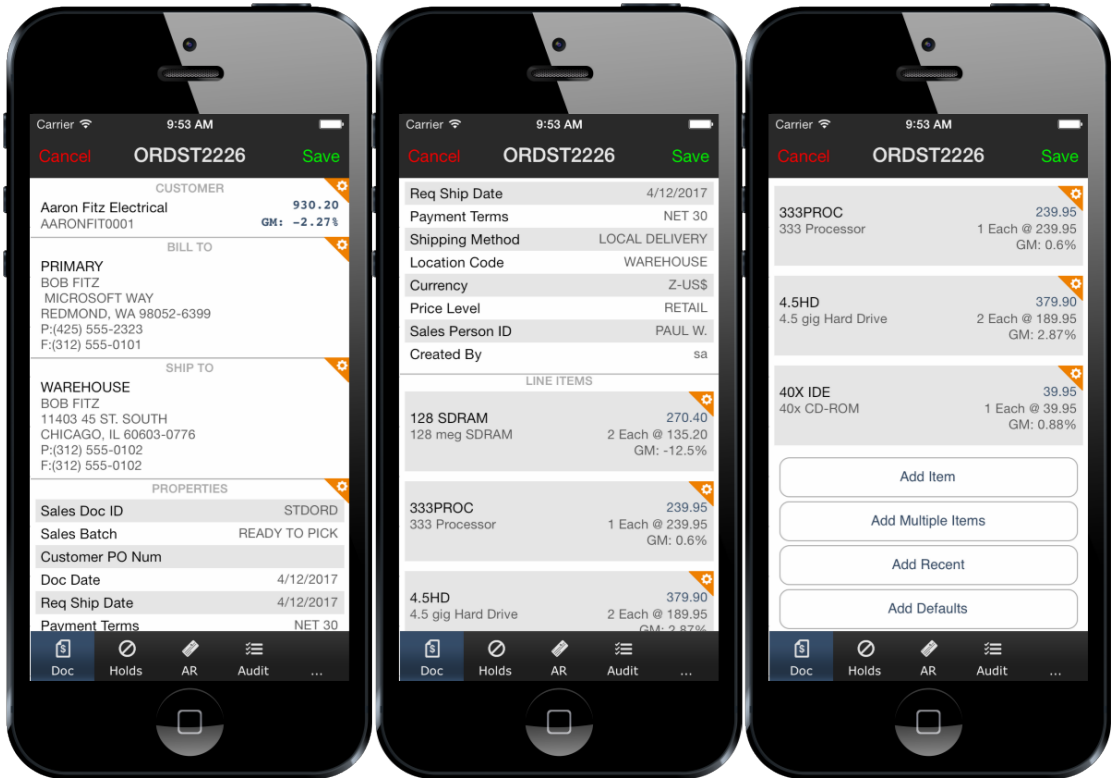 Carrier 9:53 AM
Cancel ORDST2226 Save
CUSTOMER
Aaron Fitz Electrical 930.20
AARONFIT0001 GM: -2.27%
BILL TO
PRIMARY
BOB FITZ
MICROSOFT WAY
REDMOND, WA 98052-6399
P:(425) 555-2323
F:(312) 555-0101
SHIP TO
WAREHOUSE
BOB FITZ
11403 45 ST. SOUTH
CHICAGO, IL 60603-0776
P:(312) 555-0102
F:(312) 555-0102
PROPERTIES
Sales Doc ID STDORD
Sales Batch READY TO PICK
Customer PO Num
Doc Date 4/12/2017
Req Ship Date 4/12/2017
Payment Terms NET 30
Doc Holds AR Audit ...
Carrier 9:53 AM
Cancel ORDST2226 Save
Req Ship Date 4/12/2017
Payment Terms NET 30
Shipping Method LOCAL DELIVERY
Location Code WAREHOUSE
Currency Z-US$
Price Level RETAIL
Sales Person ID PAUL W.
Created By sa
LINE ITEMS
128 SDRAM 270.40
128 meg SDRAM 2 Each @ 135.20
GM: -12.5%
333PROC 239.95
333 Processor 1 Each @ 239.95
GM: 0.6%
4.5HD 379.90
4.5 gig Hard Drive 2 Each @ 189.95
GM: 2.87%
Doc Holds AR Audit ...
Carrier 9:53 AM
Cancel ORDST2226 Save
333PROC 239.95
333 Processor 1 Each @ 239.95
GM: 0.6%
4.5HD 379.90
4.5 gig Hard Drive 2 Each @ 189.95
GM: 2.87%
40X IDE 39.95
40x CD-ROM 1 Each @ 39.95
GM: 0.88%
Add Item
Add Multiple Items
Add Recent
Add Defaults
Doc Holds AR Audit ...